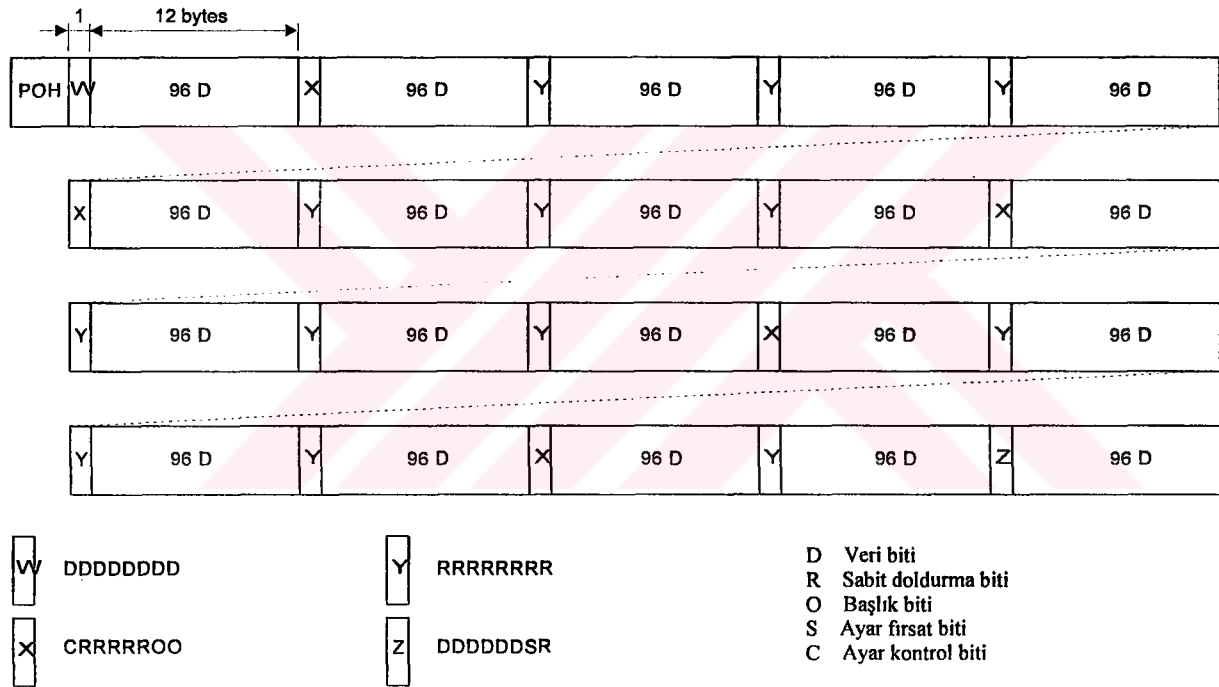 1 12 bytes
POH W 96 D X 96 D Y 96 D Y 96 D Y 96 D
X 96 D Y 96 D Y 96 D Y 96 D X 96 D
Y 96 D Y 96 D Y 96 D X 96 D Y 96 D
Y 96 D Y 96 D X 96 D Y 96 D Z 96 D
W DDDDDDDD
X CRRRRROO
Y RRRRRRRR
Z DDDDDDSR
D Veri biti
R Sabit doldurma biti
O Başlık biti
S Ayar fırsat biti
C Ayar kontrol biti